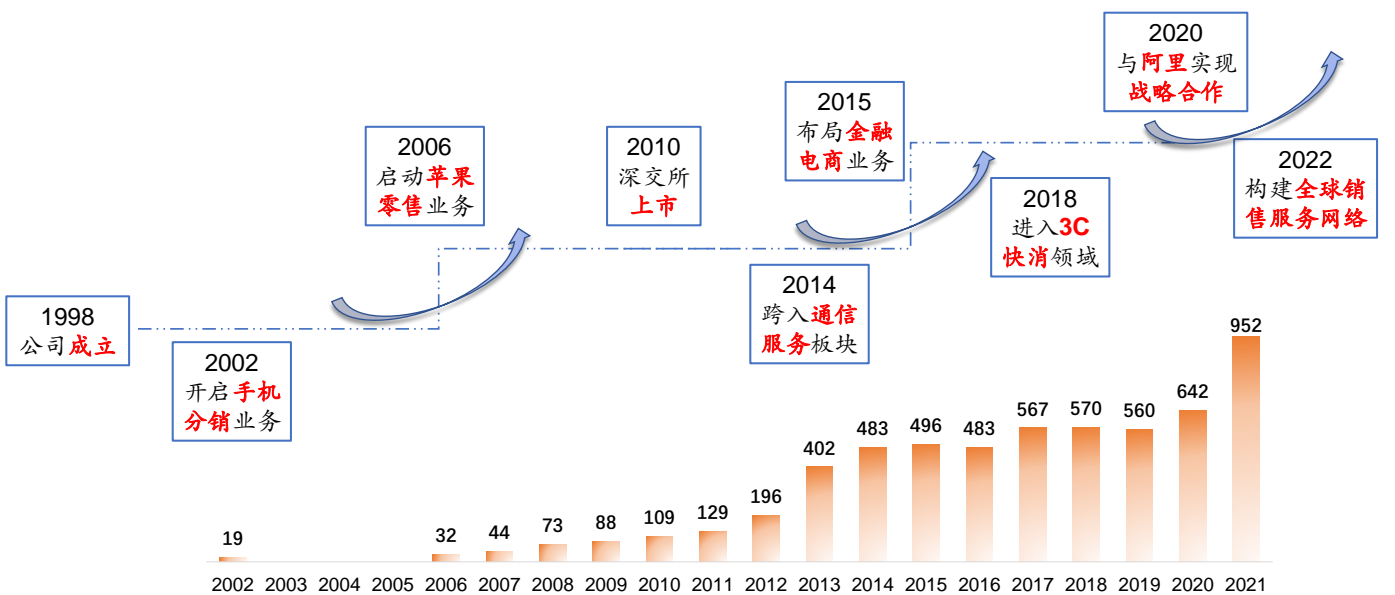 1998
公司成立
2002
开启手机
分销业务
2006
启动苹果
零售业务
2010
深交所
上市
2014
跨入通信
服务板块
2015
布局金融
电商业务
2018
进入3C
快消领域
2020
与阿里实现
战略合作
2022
构建全球销
售服务网络
19
32
44
73
88
109
129
196
402
483
496
483
567
570
560
642
952
2002 2003 2004 2005 2006 2007 2008 2009 2010 2011 2012 2013 2014 2015 2016 2017 2018 2019 2020 2021